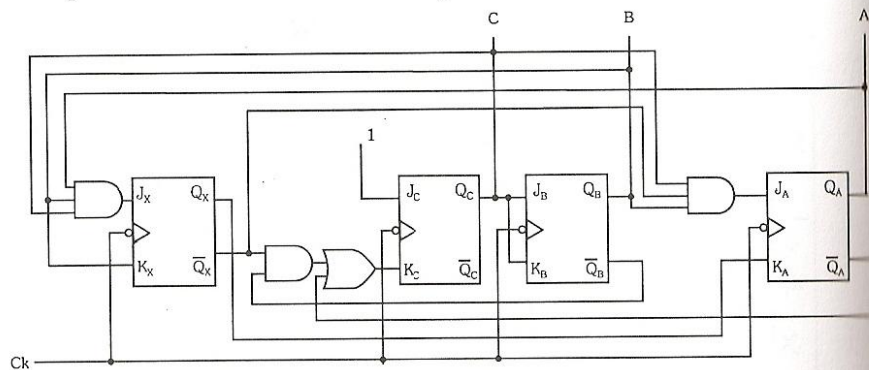 C B A
1
J_X Q_X
J_C Q_C
J_B Q_B
J_A Q_A
K_X Q̅_X
K_C Q̅_C
K_B Q̅_B
K_A Q̅_A
Ck